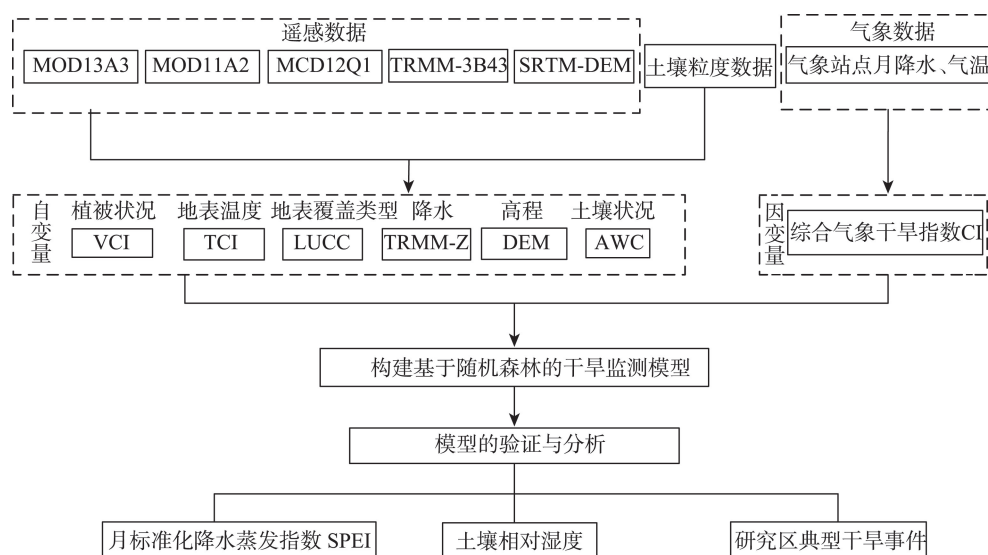 遥感数据
MOD13A3 MOD11A2 MCD12Q1 TRMM-3B43 SRTM-DEM
土壤粒度数据
气象数据
气象站点月降水、气温
自变量
植被状况 地表温度 地表覆盖类型 降水 高程 土壤状况
VCI TCI LUCC TRMM-Z DEM AWC
因变量
综合气象干旱指数CI
构建基于随机森林的干旱监测模型
模型的验证与分析
月标准化降水蒸发指数 SPEI 土壤相对湿度 研究区典型干旱事件